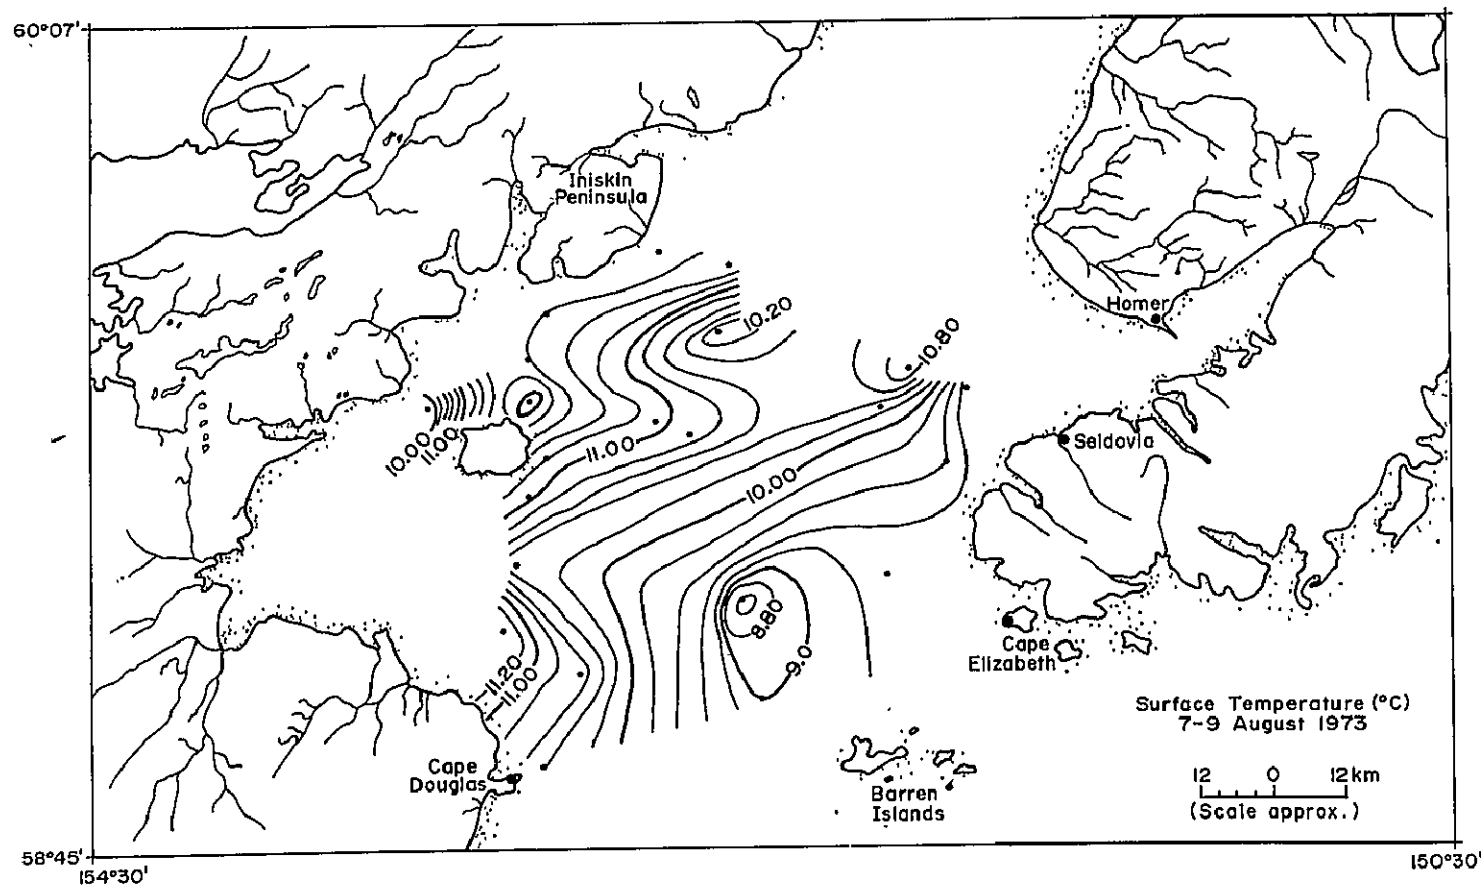 60°07'
Iniskin
Peninsula
Homer
10.20
10.80
10.00
11.00
11.00
Seldovia
10.00
8.80
9.0
11.20
11.00
Cape
Elizabeth
Cape
Douglas
Barren
Islands
Surface Temperature (°C)
7-9 August 1973
12 0 12km
(Scale approx.)
58°45'
154°30'
150°30'